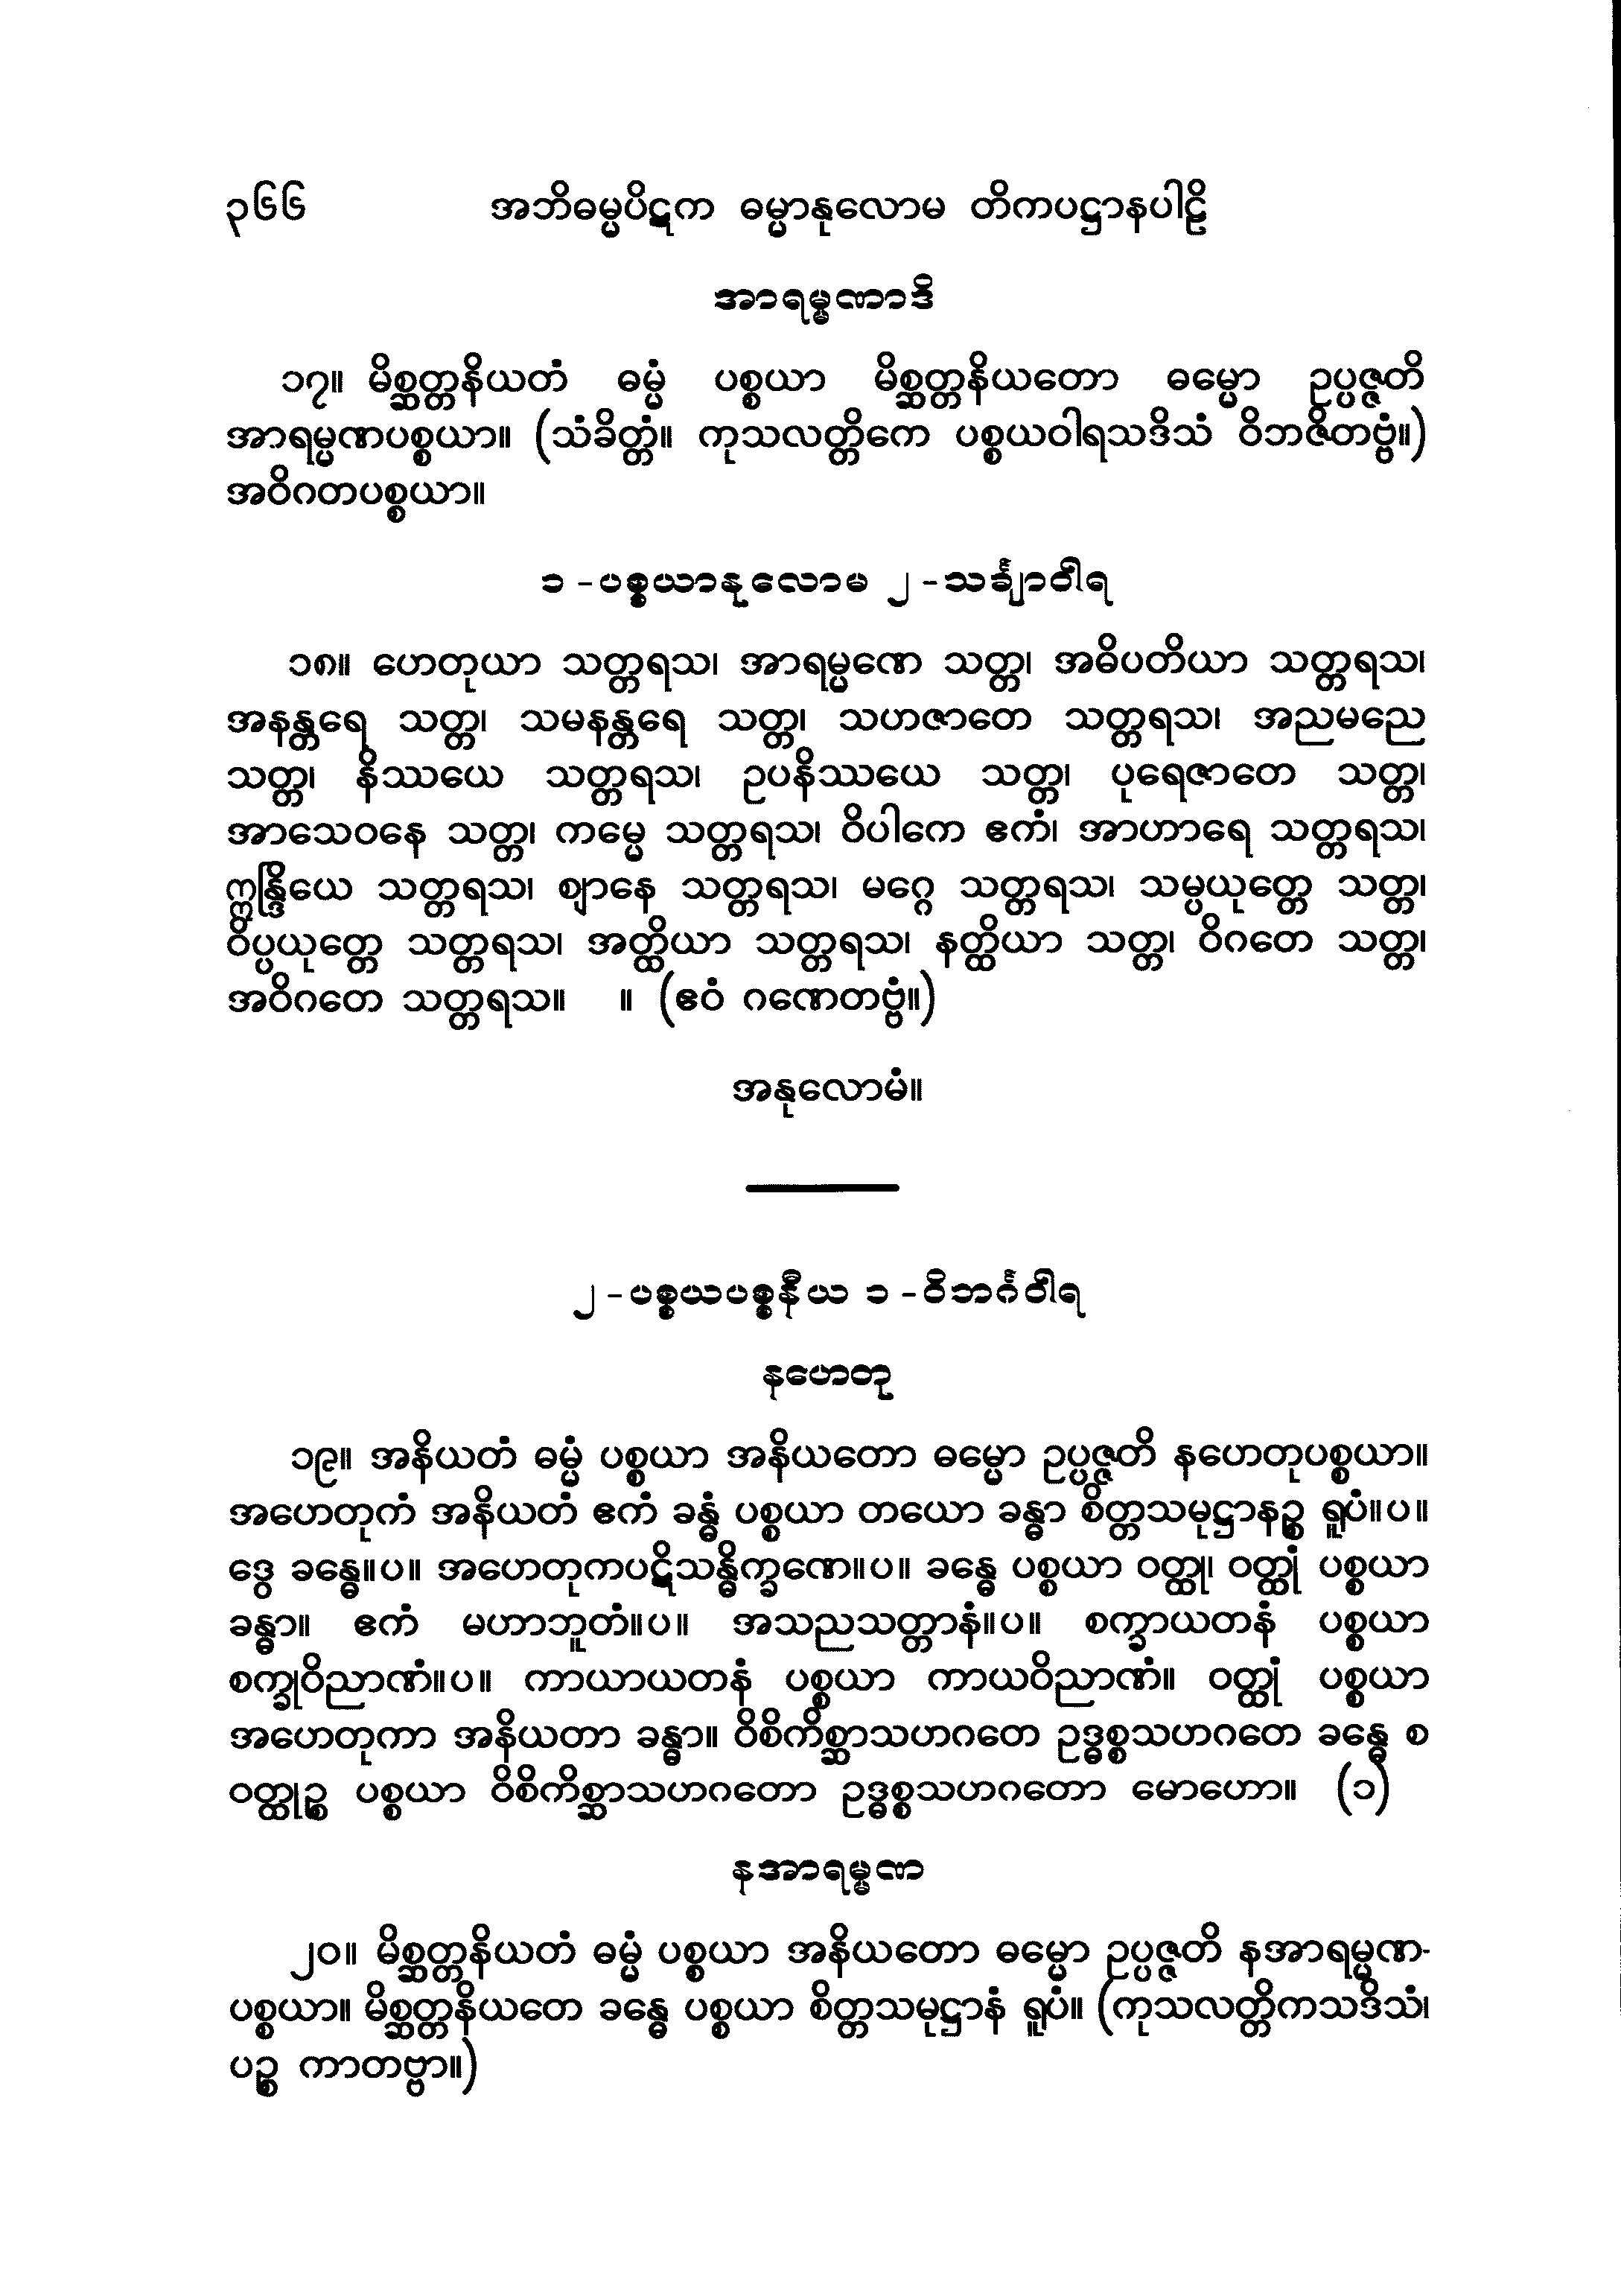 ၃၆၆ အဘိဓမ္မပိဋက ဓမ္မာနုလောမ တိကပဋ္ဌာနပါဠိ
အာရမ္မဏာဒိ
၁၇။ မိစ္ဆတ္တနိယတံ ဓမ္မံ ပစ္စယာ မိစ္ဆတ္တနိယတော ဓမ္မော ဥပ္ပဇ္ဇတိ
အာရမ္မဏပစ္စယာ။ (သံခိတ္တံ။ ကုသလတ္တိကေ ပစ္စယဝါရသဒိသံ ဝိဘဇိတဗ္ဗံ။)
အဝိဂတပစ္စယာ။
၁-ပစ္စယာနုလောမ ၂-သင်္ချာဝါရ
၁၈။ ဟေတုယာ သတ္တရသ၊ အာရမ္မဏေ သတ္တ၊ အဓိပတိယာ သတ္တရသ၊
အနန္တရေ သတ္တ၊ သမနန္တရေ သတ္တ၊ သဟဇာတေ သတ္တရသ၊ အညမညေ
သတ္တ၊ နိဿယေ သတ္တရသ၊ ဥပနိဿယေ သတ္တ၊ ပုရေဇာတေ သတ္တ၊
အာသေဝနေ သတ္တ၊ ကမ္မေ သတ္တရသ၊ ဝိပါကေ ဧကံ၊ အာဟာရေ သတ္တရသ၊
ဣန္ဒြိယေ သတ္တရသ၊ ဈာနေ သတ္တရသ၊ မဂ္ဂေ သတ္တရသ၊ သမ္ပယုတ္တေ သတ္တ၊
ဝိပ္ပယုတ္တေ သတ္တရသ၊ အတ္ထိယာ သတ္တရသ၊ နတ္ထိယာ သတ္တ၊ ဝိဂတေ သတ္တ၊
အဝိဂတေ သတ္တရသ။ ။ (ဧဝံ ဂဏေတဗ္ဗံ။)
အနုလောမံ။
၂-ပစ္စယပစ္စနီယ ၁-ဝိဘင်္ဂဝါရ
နဟေတု
၁၉။ အနိယတံ ဓမ္မံ ပစ္စယာ အနိယတော ဓမ္မော ဥပ္ပဇ္ဇတိ နဟေတုပစ္စယာ။
အဟေတုကံ အနိယတံ ဧကံ ခန္ဓံ ပစ္စယာ တယော ခန္ဓာ စိတ္တသမုဋ္ဌာနဉ္စ ရူပံ။ပ။
ဒွေ ခန္ဓေ။ပ။ အဟေတုကပဋိသန္ဓိက္ခဏေ။ပ။ ခန္ဓေ ပစ္စယာ ဝတ္ထု၊ ဝတ္ထုံ ပစ္စယာ
ခန္ဓာ။ ဧကံ မဟာဘူတံ။ပ။ အသညသတ္တာနံ။ပ။ စက္ခာယတနံ ပစ္စယာ
စက္ခုဝိညာဏံ။ပ။ ကာယာယတနံ ပစ္စယာ ကာယဝိညာဏံ။ ဝတ္ထုံ ပစ္စယာ
အဟေတုကာ အနိယတာ ခန္ဓာ။ ဝိစိကိစ္ဆာသဟဂတေ ဥဒ္ဓစ္စသဟဂတေ ခန္ဓေ စ
ဝတ္ထုဉ္စ ပစ္စယာ ဝိစိကိစ္ဆာသဟဂတော ဥဒ္ဓစ္စသဟဂတော မောဟော။ (၁)
နအာရမ္မဏ
၂၀။ မိစ္ဆတ္တနိယတံ ဓမ္မံ ပစ္စယာ အနိယတော ဓမ္မော ဥပ္ပဇ္ဇတိ နအာရမ္မဏ-
ပစ္စယာ။ မိစ္ဆတ္တနိယတေ ခန္ဓေ ပစ္စယာ စိတ္တသမုဋ္ဌာနံ ရူပံ။ (ကုသလတ္တိကသဒိသံ၊
ပဉ္စ ကာတဗ္ဗာ။)